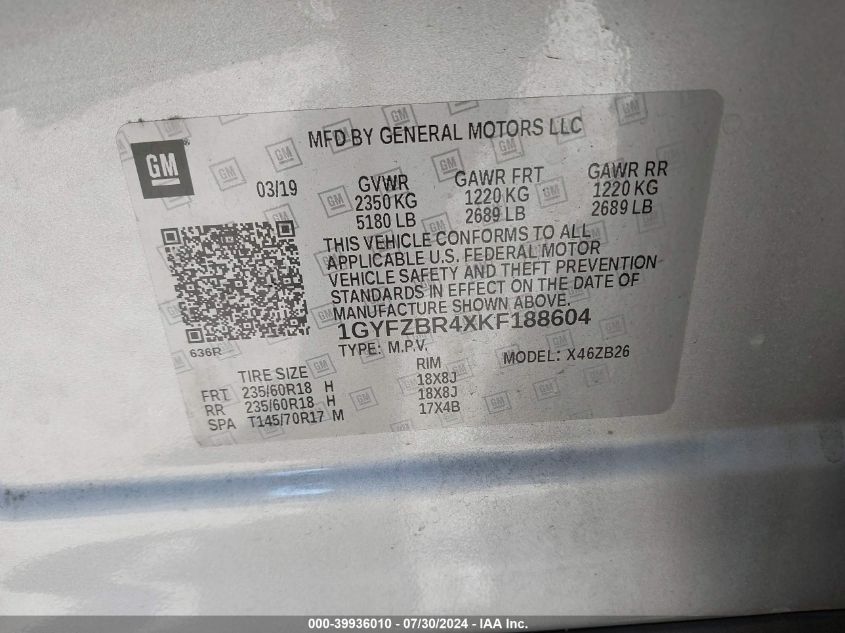 GM
MFD BY GENERAL MOTORS LLC
03/19
GVWR
2350 KG
5180 LB
GAWR FRT
1220 KG
2689 LB
GAWR RR
1220 KG
2689 LB
THIS VEHICLE CONFORMS TO ALL
APPLICABLE U.S. FEDERAL MOTOR
VEHICLE SAFETY AND THEFT PREVENTION
STANDARDS IN EFFECT ON THE DATE OF
MANUFACTURE SHOWN ABOVE.
1GYFZBR4XKF188604
TYPE: M.P.V.
MODEL: X46ZB26
636R
TIRE SIZE RIM
FRT 235/60R18 H 18X8J
RR 235/60R18 H 18X8J
SPA T145/70R17 M 17X4B
000-39936010 / 07/30/2024 - IAA Inc.